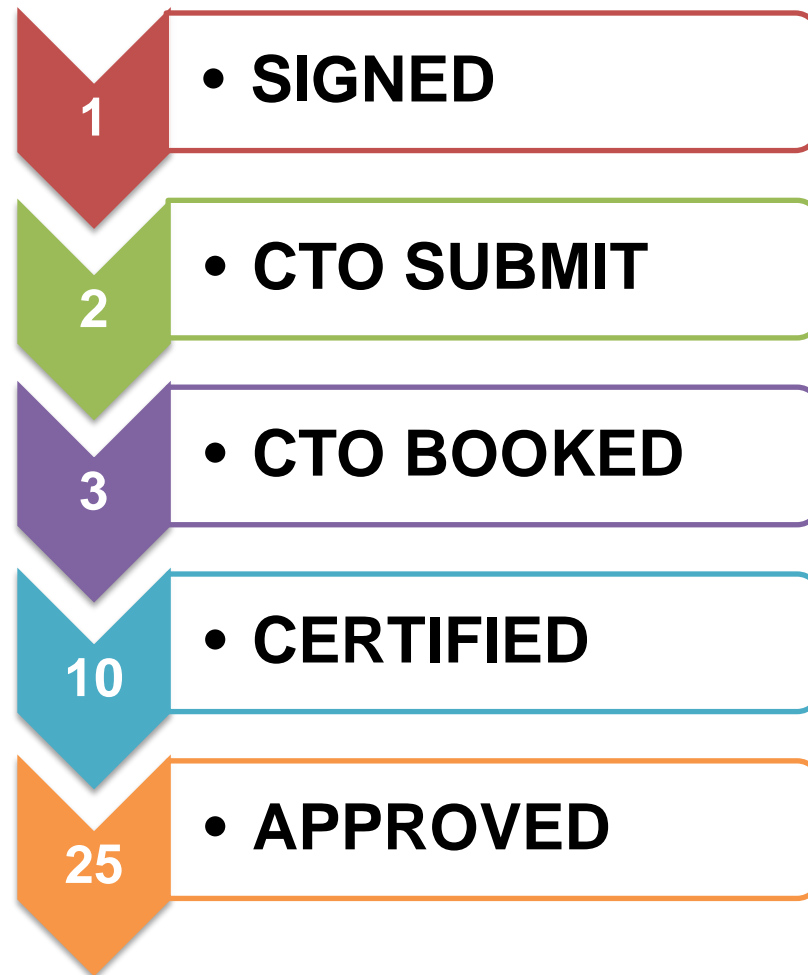 1
• SIGNED
2
• CTO SUBMIT
3
• CTO BOOKED
10
• CERTIFIED
25
• APPROVED